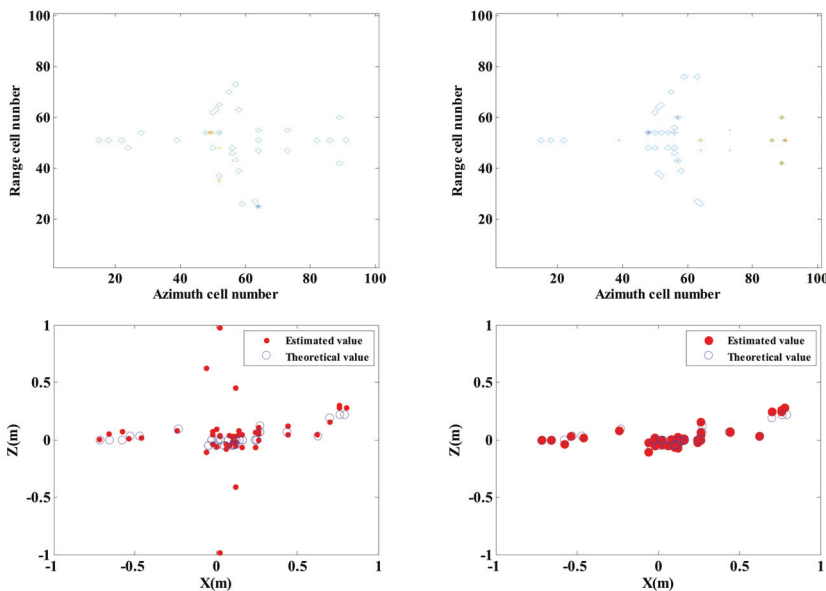 100
80
60
40
20
Range cell number
20 40 60 80 100
Azimuth cell number
100
80
60
40
20
Range cell number
20 40 60 80 100
Azimuth cell number
1
0.5
0
-0.5
-1
Z(m)
Estimated value
Theoretical value
-1 -0.5 0 0.5 1
X(m)
1
0.5
0
-0.5
-1
Z(m)
Estimated value
Theoretical value
-1 -0.5 0 0.5 1
X(m)